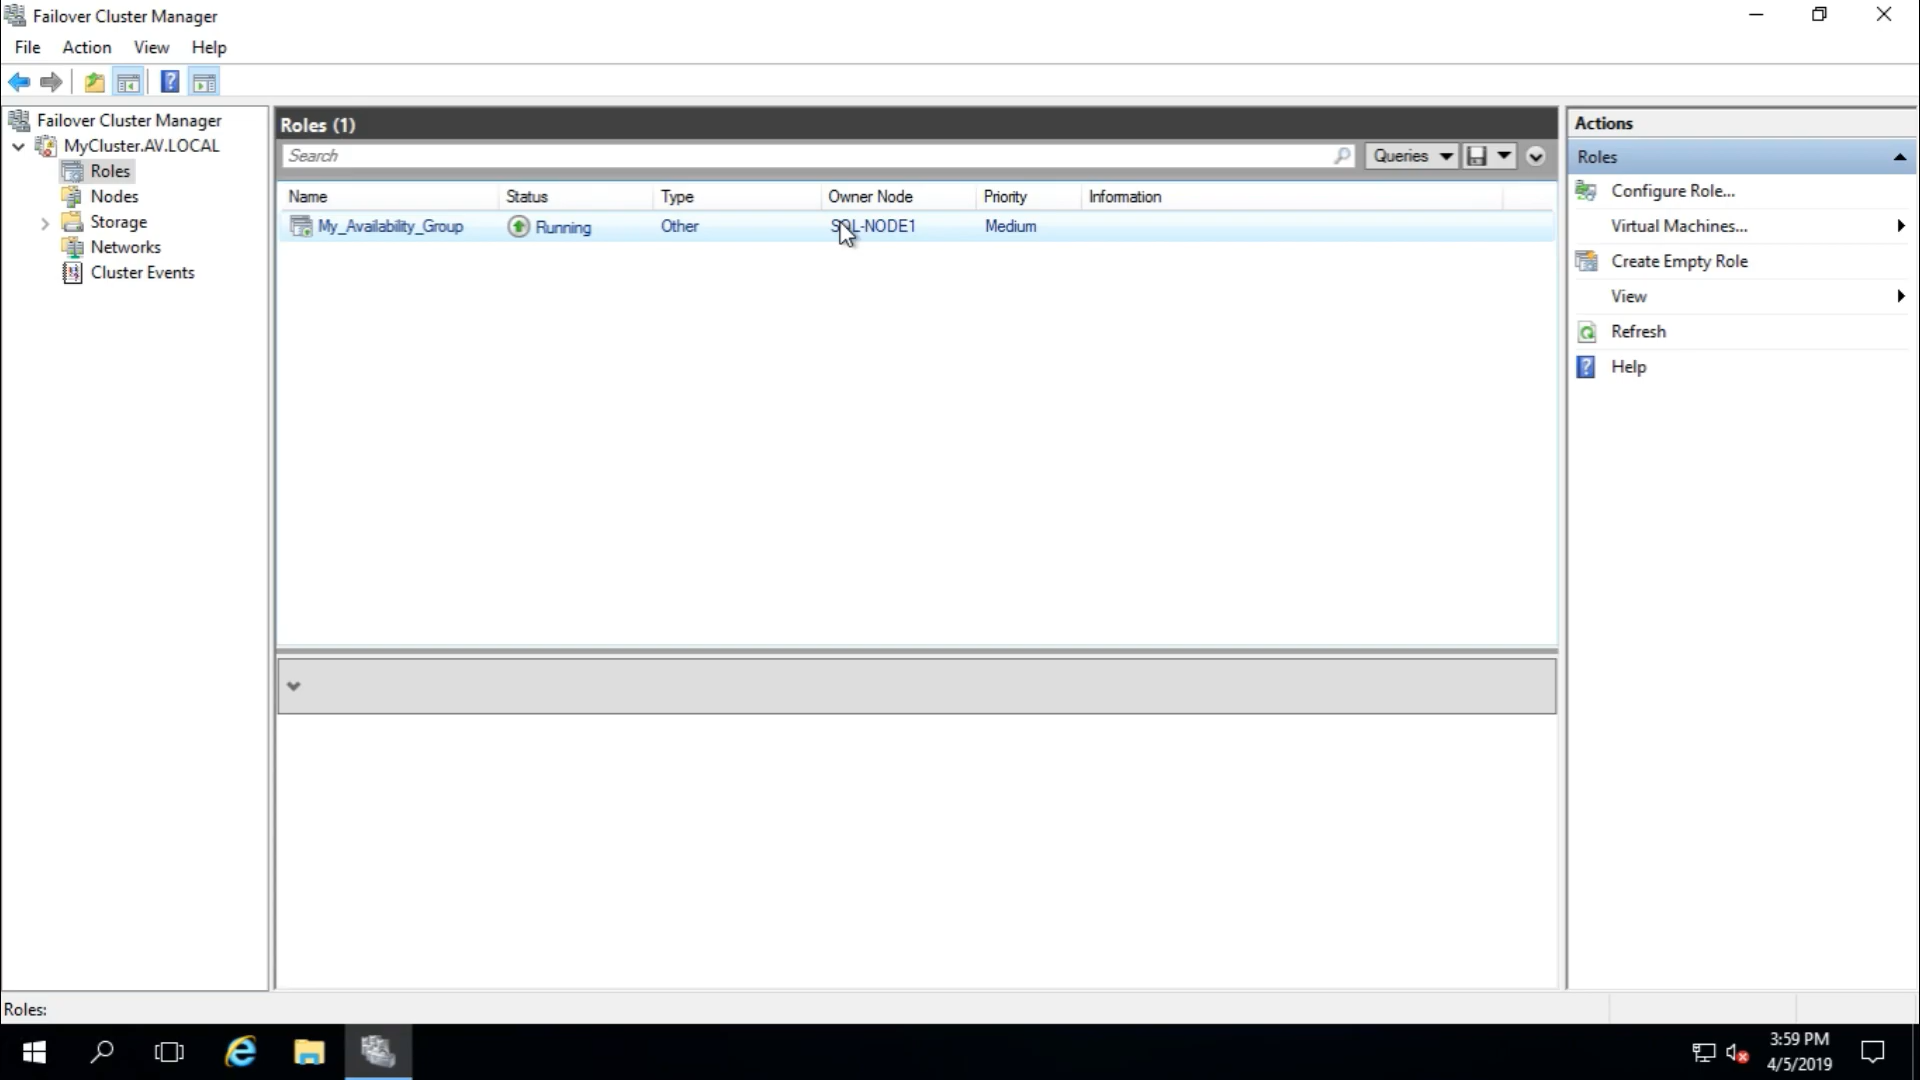 Failover Cluster Manager
File Action View Help
Failover Cluster Manager
MyCluster.AV.LOCAL
Roles
Nodes
Storage
Networks
Cluster Events
Roles (1)
Search
Queries
Name Status Type Owner Node Priority Information
My_Availability_Group Running Other SQL-NODE1 Medium
Actions
Roles
Configure Role...
Virtual Machines...
Create Empty Role
View
Refresh
Help
Roles:
3:59 PM
4/5/2019